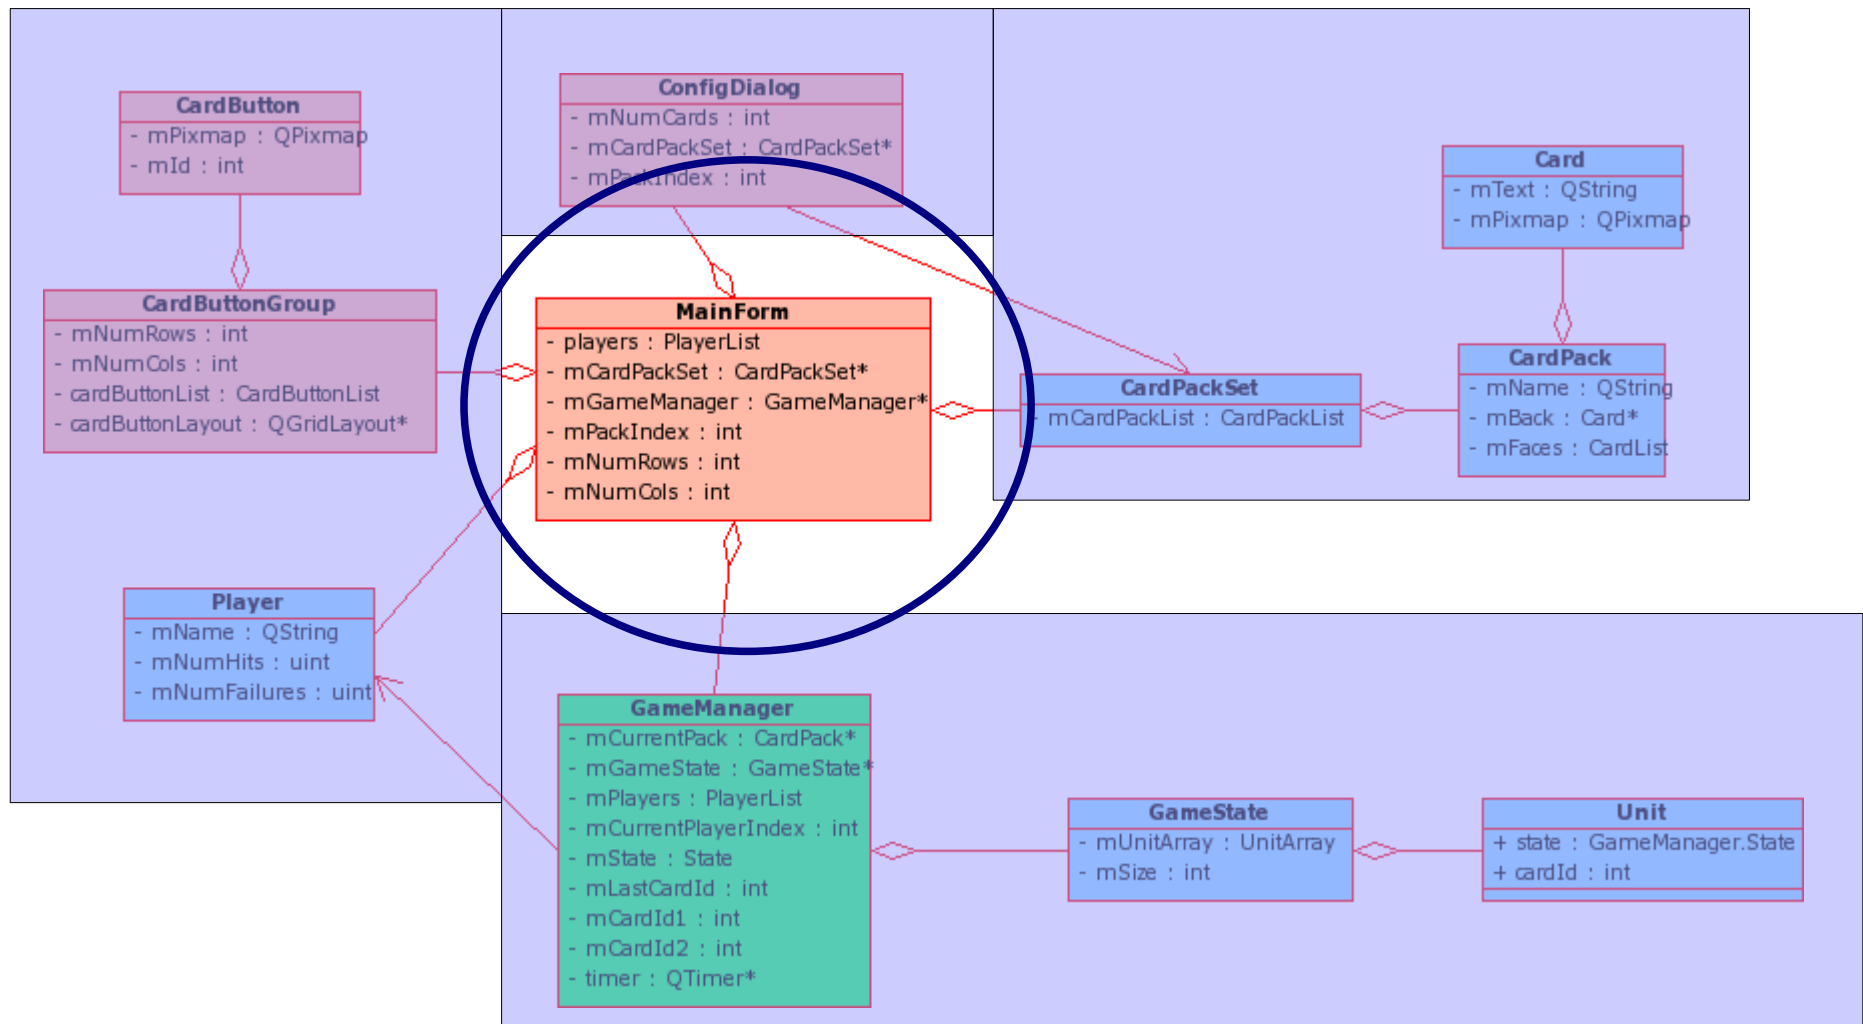 CardButton
- mPixmap : QPixmap
- mId : int
ConfigDialog
- mNumCards : int
- mCardPackSet : CardPackSet*
- mPackIndex : int
Card
- mText : QString
- mPixmap : QPixmap
CardButtonGroup
- mNumRows : int
- mNumCols : int
- cardButtonList : CardButtonList
- cardButtonLayout : QGridLayout*
MainForm
- players : PlayerList
- mCardPackSet : CardPackSet*
- mGameManager : GameManager*
- mPackIndex : int
- mNumRows : int
- mNumCols : int
CardPackSet
- mCardPackList : CardPackList
CardPack
- mName : QString
- mBack : Card*
- mFaces : CardList
Player
- mName : QString
- mNumHits : uint
- mNumFailures : uint
GameManager
- mCurrentPack : CardPack*
- mGameState : GameState*
- mPlayers : PlayerList
- mCurrentPlayerIndex : int
- mState : State
- mLastCardId : int
- mCardId1 : int
- mCardId2 : int
- timer : QTimer*
GameState
- mUnitArray : UnitArray
- mSize : int
Unit
+ state : GameManager.State
+ cardId : int